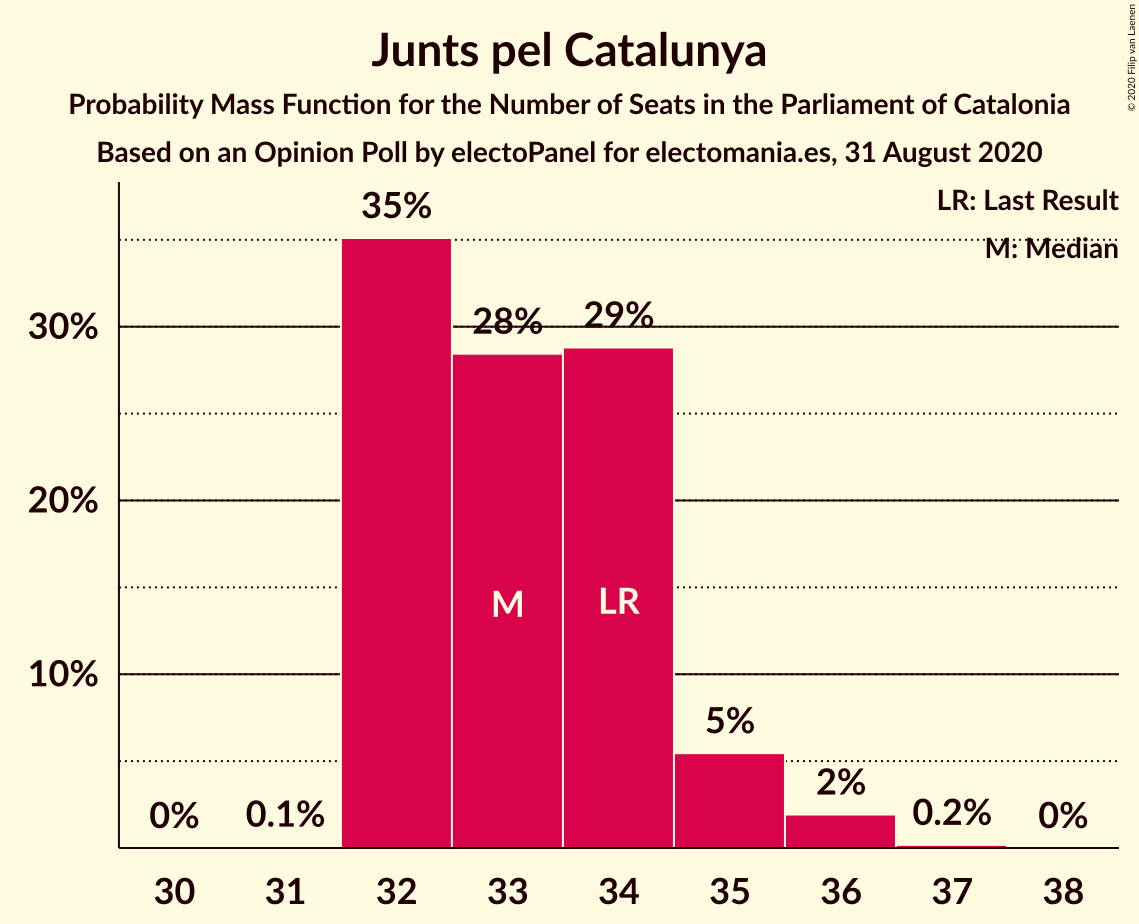 Junts pel Catalunya
Probability Mass Function for the Number of Seats in the Parliament of Catalonia
Based on an Opinion Poll by electoPanel for electomania.es, 31 August 2020
© 2020 Filip van Laenen
LR: Last Result
M: Median
35%
28%
29%
30%
20%
M
LR
10%
5%
2%
0%
0.1%
0.2%
0%
30 31 32 33 34 35 36 37 38